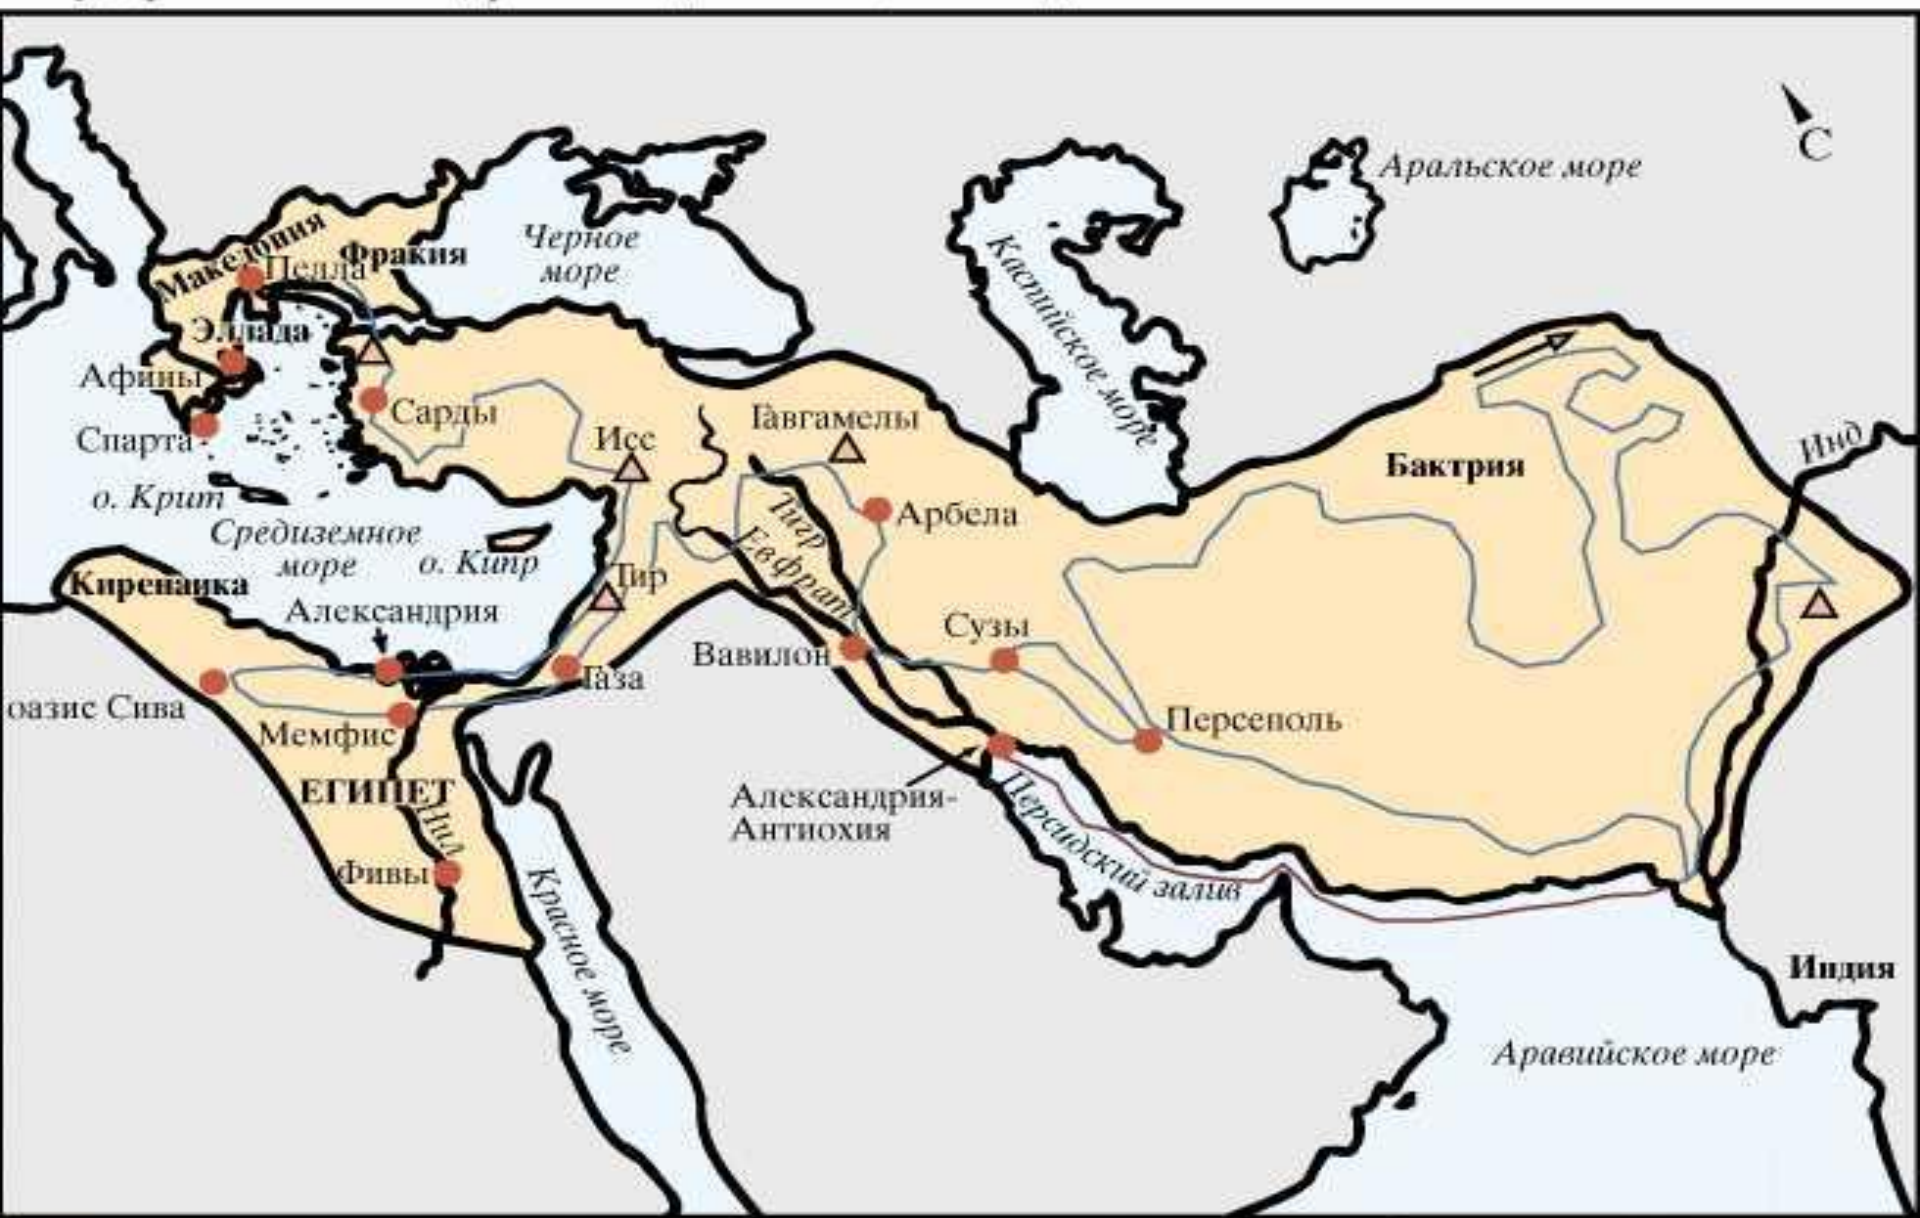 С
Аральское море
Черное
море
Каспийское море
Македония
Фракия
Пелла
Эллада
Афины
Спарта
о. Крит
Сарды
Исс
Гавгамелы
Бактрия
Инд
Средиземное
море
о. Кипр
Арбела
Тигр
Евфрат
Киренаика
Тир
Александрия
Сузы
Вавилон
Газа
оазис Сива
Мемфис
Персеполь
ЕГИПЕТ
Нил
Александрия-
Антиохия
Персидский залив
Фивы
Красное море
Индия
Аравийское море